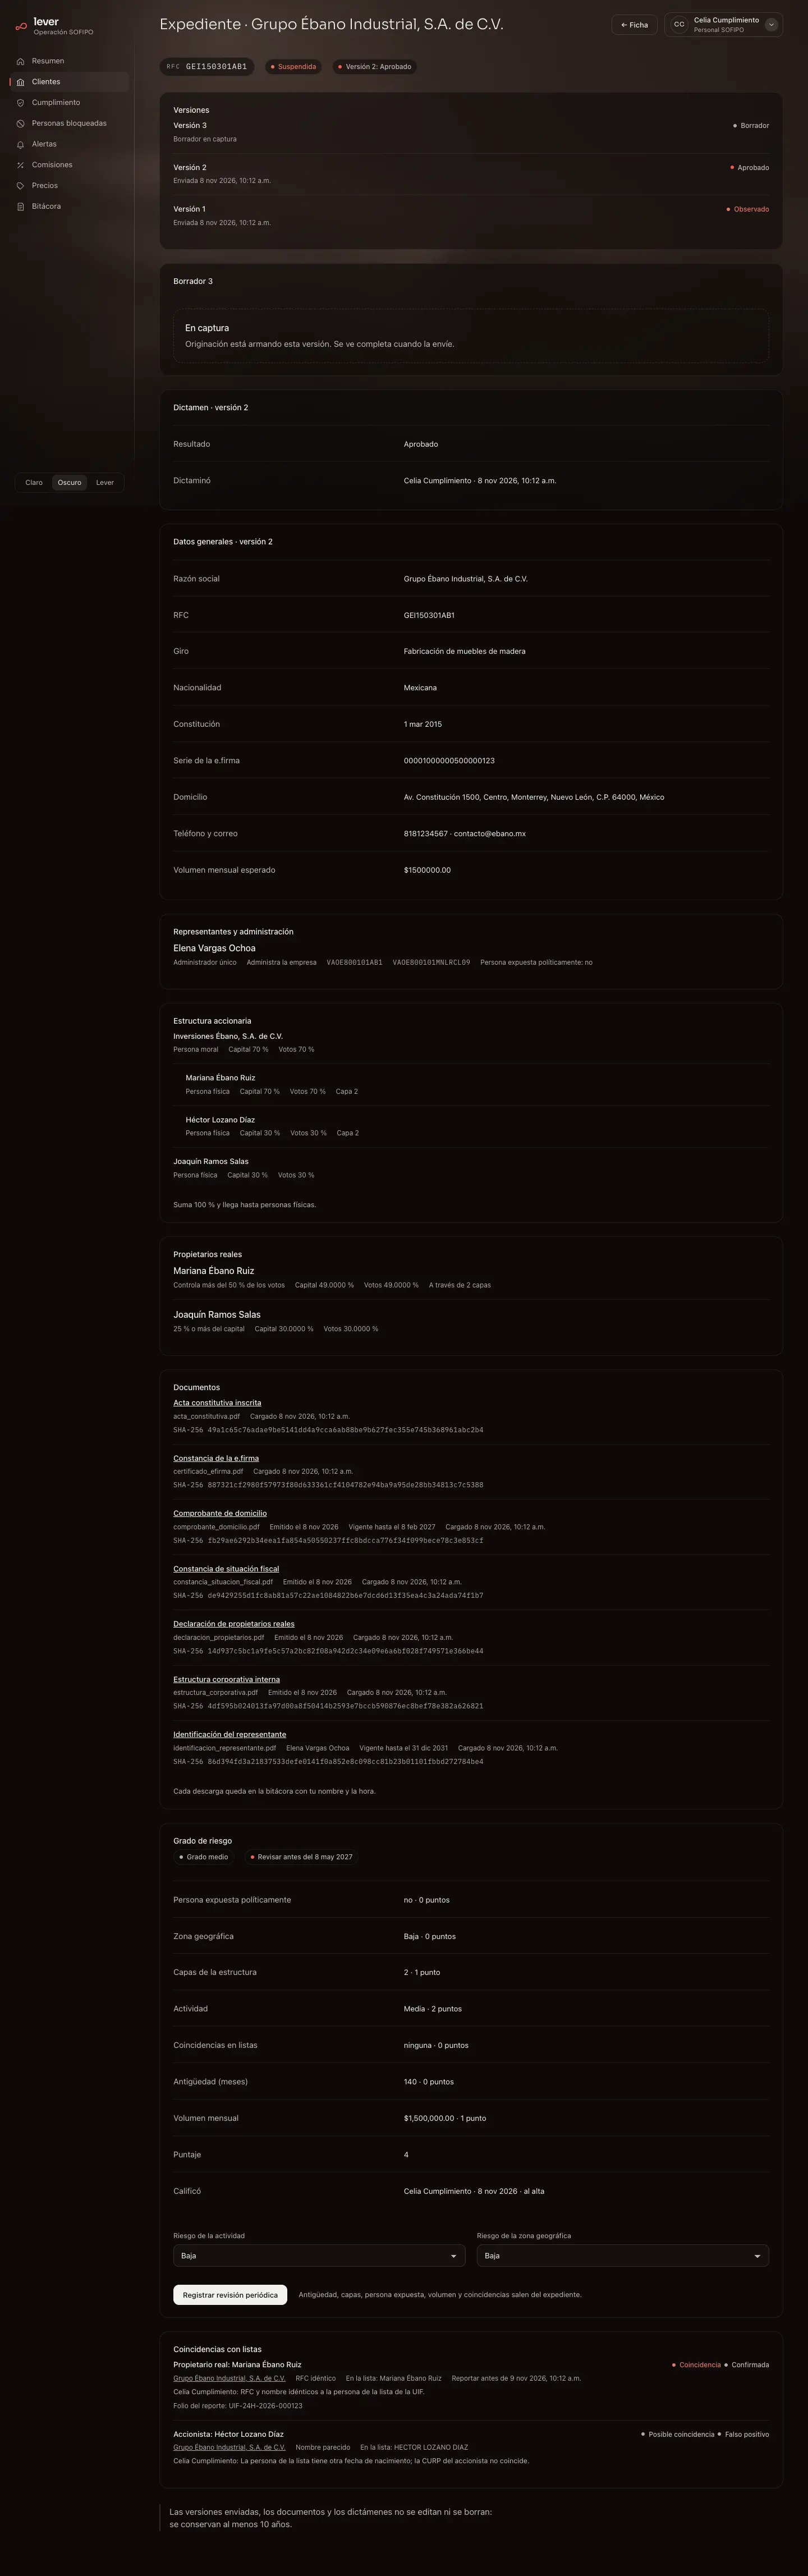 lever
Operación SOFIPO
Resumen
Clientes
Cumplimiento
Personas bloqueadas
Alertas
Comisiones
Precios
Bitácora
Claro
Oscuro
Lever
Expediente · Grupo Ébano Industrial, S.A. de C.V.
← Ficha
CC
Celia Cumplimiento
Personal SOFIPO
RFC GEI150301AB1
Suspendida
Versión 2: Aprobado
Versiones
Versión 3
Borrador
Borrador en captura
Versión 2
Aprobado
Enviada 8 nov 2026, 10:12 a.m.
Versión 1
Observado
Enviada 8 nov 2026, 10:12 a.m.
Borrador 3
En captura
Originación está armando esta versión. Se ve completa cuando la envíe.
Dictamen · versión 2
Resultado Aprobado
Dictaminó Celia Cumplimiento · 8 nov 2026, 10:12 a.m.
Datos generales · versión 2
Razón social Grupo Ébano Industrial, S.A. de C.V.
RFC GEI150301AB1
Giro Fabricación de muebles de madera
Nacionalidad Mexicana
Constitución 1 mar 2015
Serie de la e.firma 00001000000500000123
Domicilio Av. Constitución 1500, Centro, Monterrey, Nuevo León, C.P. 64000, México
Teléfono y correo 8181234567 · contacto@ebano.mx
Volumen mensual esperado $1500000.00
Representantes y administración
Elena Vargas Ochoa
Administrador único Administra la empresa VAOE800101AB1 VAOE800101MNLRCL09 Persona expuesta políticamente: no
Estructura accionaria
Inversiones Ébano, S.A. de C.V.
Persona moral Capital 70 % Votos 70 %
Mariana Ébano Ruiz
Persona física Capital 70 % Votos 70 % Capa 2
Héctor Lozano Díaz
Persona física Capital 30 % Votos 30 % Capa 2
Joaquín Ramos Salas
Persona física Capital 30 % Votos 30 %
Suma 100 % y llega hasta personas físicas.
Propietarios reales
Mariana Ébano Ruiz
Controla más del 50 % de los votos Capital 49.0000 % Votos 49.0000 % A través de 2 capas
Joaquín Ramos Salas
25 % o más del capital Capital 30.0000 % Votos 30.0000 %
Documentos
Acta constitutiva inscrita
acta_constitutiva.pdf Cargado 8 nov 2026, 10:12 a.m.
SHA-256 49a1c65c76adae9be5141dd4a9cca6ab88be9b627fec355e745b368961abc2b4
Constancia de la e.firma
certificado_efirma.pdf Cargado 8 nov 2026, 10:12 a.m.
SHA-256 887321cf2980f57973f80d633361cf4104782e94ba9a95de28bb34813c7c5388
Comprobante de domicilio
comprobante_domicilio.pdf Emitido el 8 nov 2026 Vigente hasta el 8 feb 2027 Cargado 8 nov 2026, 10:12 a.m.
SHA-256 fb29ae6292b34eea1fa854a50550237ffc8bdcca776f34f099bece78c3e853cf
Constancia de situación fiscal
constancia_situacion_fiscal.pdf Emitido el 8 nov 2026 Cargado 8 nov 2026, 10:12 a.m.
SHA-256 de9429255d1fc8ab81a57c22ae1084822b6e7dcd6d13f35ea4c3a24ada74f1b7
Declaración de propietarios reales
declaracion_propietarios.pdf Emitido el 8 nov 2026 Cargado 8 nov 2026, 10:12 a.m.
SHA-256 14d937c5bc1a9fe5c57a2bc82f08a942d2c34e09e6a6bf028f749571e366be44
Estructura corporativa interna
estructura_corporativa.pdf Emitido el 8 nov 2026 Cargado 8 nov 2026, 10:12 a.m.
SHA-256 4df595b024013fa97d00a8f50414b2593e7bccb590876ec8bef78e382a626821
Identificación del representante
identificacion_representante.pdf Elena Vargas Ochoa Vigente hasta el 31 dic 2031 Cargado 8 nov 2026, 10:12 a.m.
SHA-256 86d394fd3a21837533defe0141f0a852e8c098cc81b23b01101fbbd272784be4
Cada descarga queda en la bitácora con tu nombre y la hora.
Grado de riesgo
Grado medio
Revisar antes del 8 may 2027
Persona expuesta políticamente no · 0 puntos
Zona geográfica Baja · 0 puntos
Capas de la estructura 2 · 1 punto
Actividad Media · 2 puntos
Coincidencias en listas ninguna · 0 puntos
Antigüedad (meses) 140 · 0 puntos
Volumen mensual $1,500,000.00 · 1 punto
Puntaje 4
Calificó Celia Cumplimiento · 8 nov 2026 · al alta
Riesgo de la actividad
Baja
Riesgo de la zona geográfica
Baja
Registrar revisión periódica
Antigüedad, capas, persona expuesta, volumen y coincidencias salen del expediente.
Coincidencias con listas
Propietario real: Mariana Ébano Ruiz
Coincidencia Confirmada
Grupo Ébano Industrial, S.A. de C.V. RFC idéntico En la lista: Mariana Ébano Ruiz Reportar antes de 9 nov 2026, 10:12 a.m.
Celia Cumplimiento: RFC y nombre idénticos a la persona de la lista de la UIF.
Folio del reporte: UIF-24H-2026-000123
Accionista: Héctor Lozano Díaz
Posible coincidencia Falso positivo
Grupo Ébano Industrial, S.A. de C.V. Nombre parecido En la lista: HECTOR LOZANO DIAZ
Celia Cumplimiento: La persona de la lista tiene otra fecha de nacimiento; la CURP del accionista no coincide.
Las versiones enviadas, los documentos y los dictámenes no se editan ni se borran:
se conservan al menos 10 años.